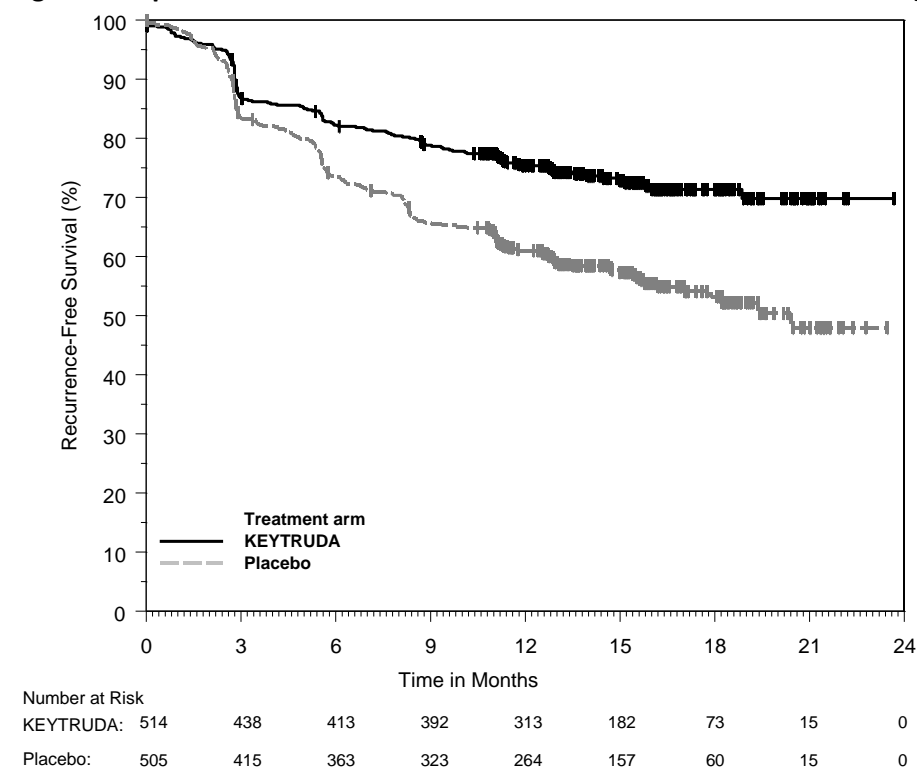 100
90
80
70
60
50
40
30
20
10
0
Recurrence-Free Survival (%)
Treatment arm
KEYTRUDA
Placebo
0 3 6 9 12 15 18 21 24
Time in Months
Number at Risk
KEYTRUDA: 514 438 413 392 313 182 73 15 0
Placebo: 505 415 363 323 264 157 60 15 0